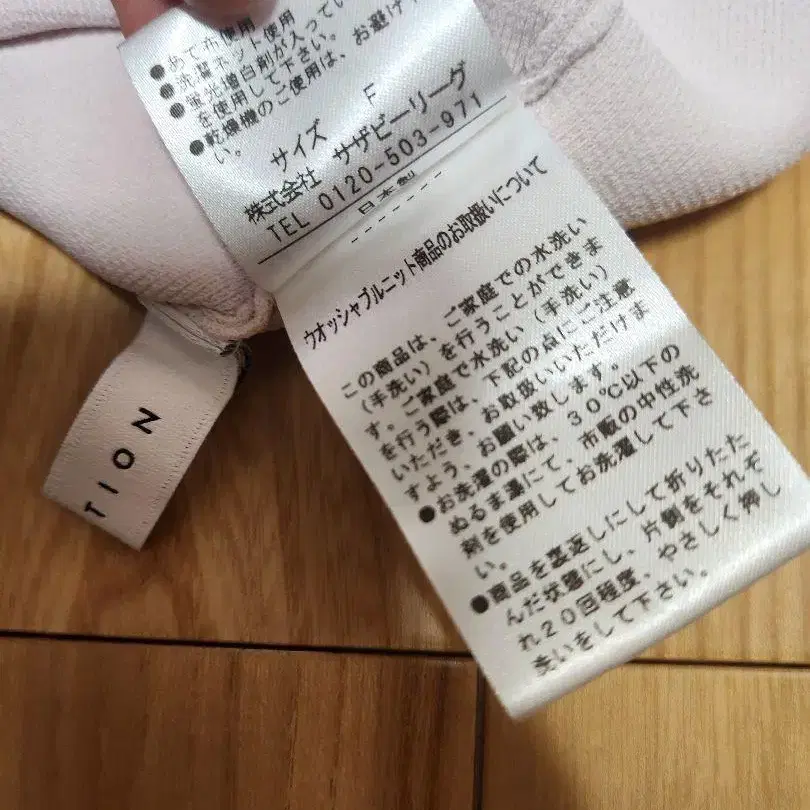 ●あて布使用
●洗濯ネット使用
●蛍光増白剤が入ってい
を使用して下さい。
●乾燥機のご使用は、お避け下
い。
サイズ F
株式会社 サザビーリーグ
TEL 0120-503-971
日本製
-------
ウオッシャブルニット商品のお取扱いについて
この商品は、ご家庭での水洗い
(手洗い)を行うことができま
す。ご家庭で水洗い(手洗い)
を行う際は、下記の点にご注意
いただき、お取扱いいただけま
すよう、お願い致します。
●お洗濯の際は、30℃以下の
ぬるま湯にて、市販の中性洗
剤を使用してお洗濯して下さ
い。
●商品を裏返しにして折りたた
んだ状態にし、片側をそれぞ
れ20回程度、やさしく押し
洗いをして下さい。
TION